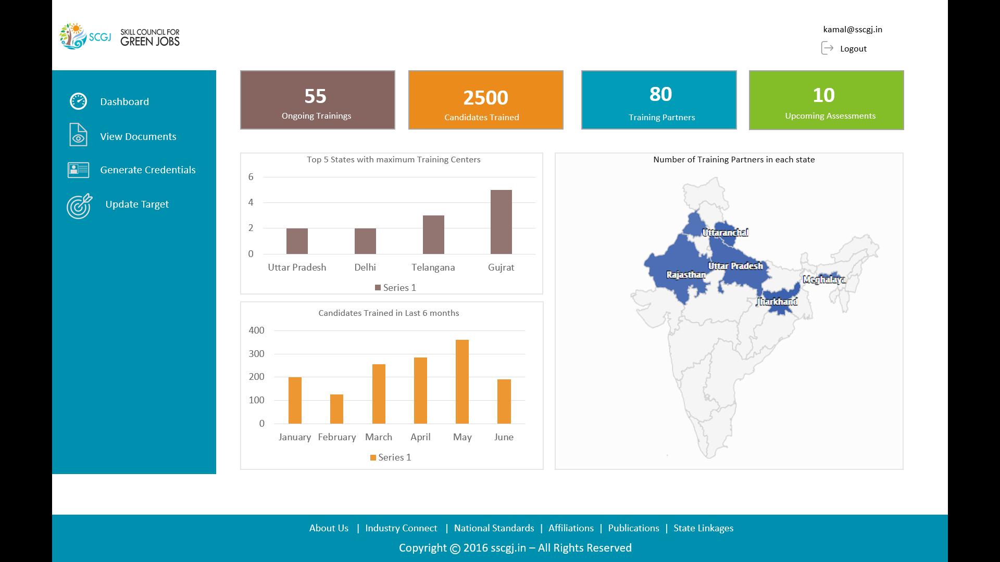 SCGJ
SKILL COUNCIL FOR
GREEN JOBS
kamal@sscgj.in
Logout
Dashboard
View Documents
Generate Credentials
Update Target
55
Ongoing Trainings
2500
Candidates Trained
80
Training Partners
10
Upcoming Assessments
Top 5 States with maximum Training Centers
6
4
2
0
Uttar Pradesh Delhi Telangana Gujrat
Series 1
Candidates Trained in Last 6 months
400
300
200
100
0
January February March April May June
Series 1
Number of Training Partners in each state
Uttaranchal
Uttar Pradesh
Rajasthan
Meghalaya
Jharkhand
About Us | Industry Connect | National Standards | Affiliations | Publications | State Linkages
Copyright © 2016 sscgj.in – All Rights Reserved